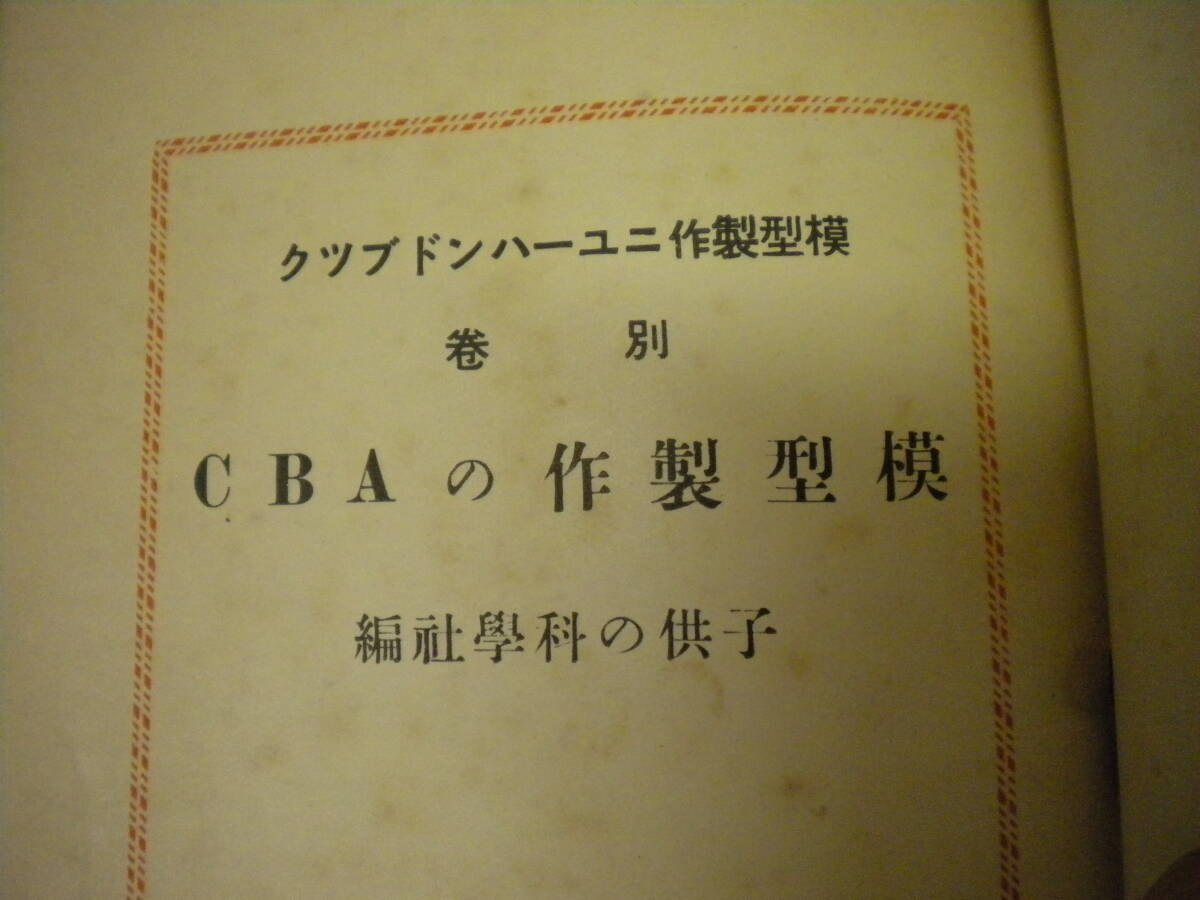 模型製作ニユーハンドブツク
別卷
模型製作のABC
子供の科學社編